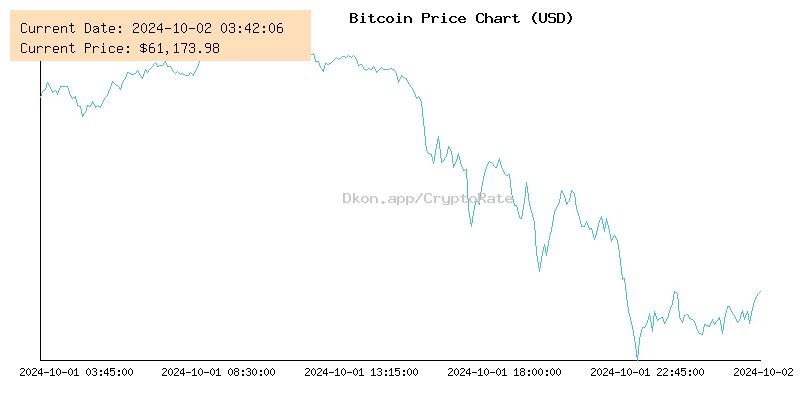 Bitcoin Price Chart (USD)
Current Date: 2024-10-02 03:42:06
Current Price: $61,173.98
Dkon.app/CryptoRate
2024-10-01 03:45:00 2024-10-01 08:30:00 2024-10-01 13:15:00 2024-10-01 18:00:00 2024-10-01 22:45:00 2024-10-02